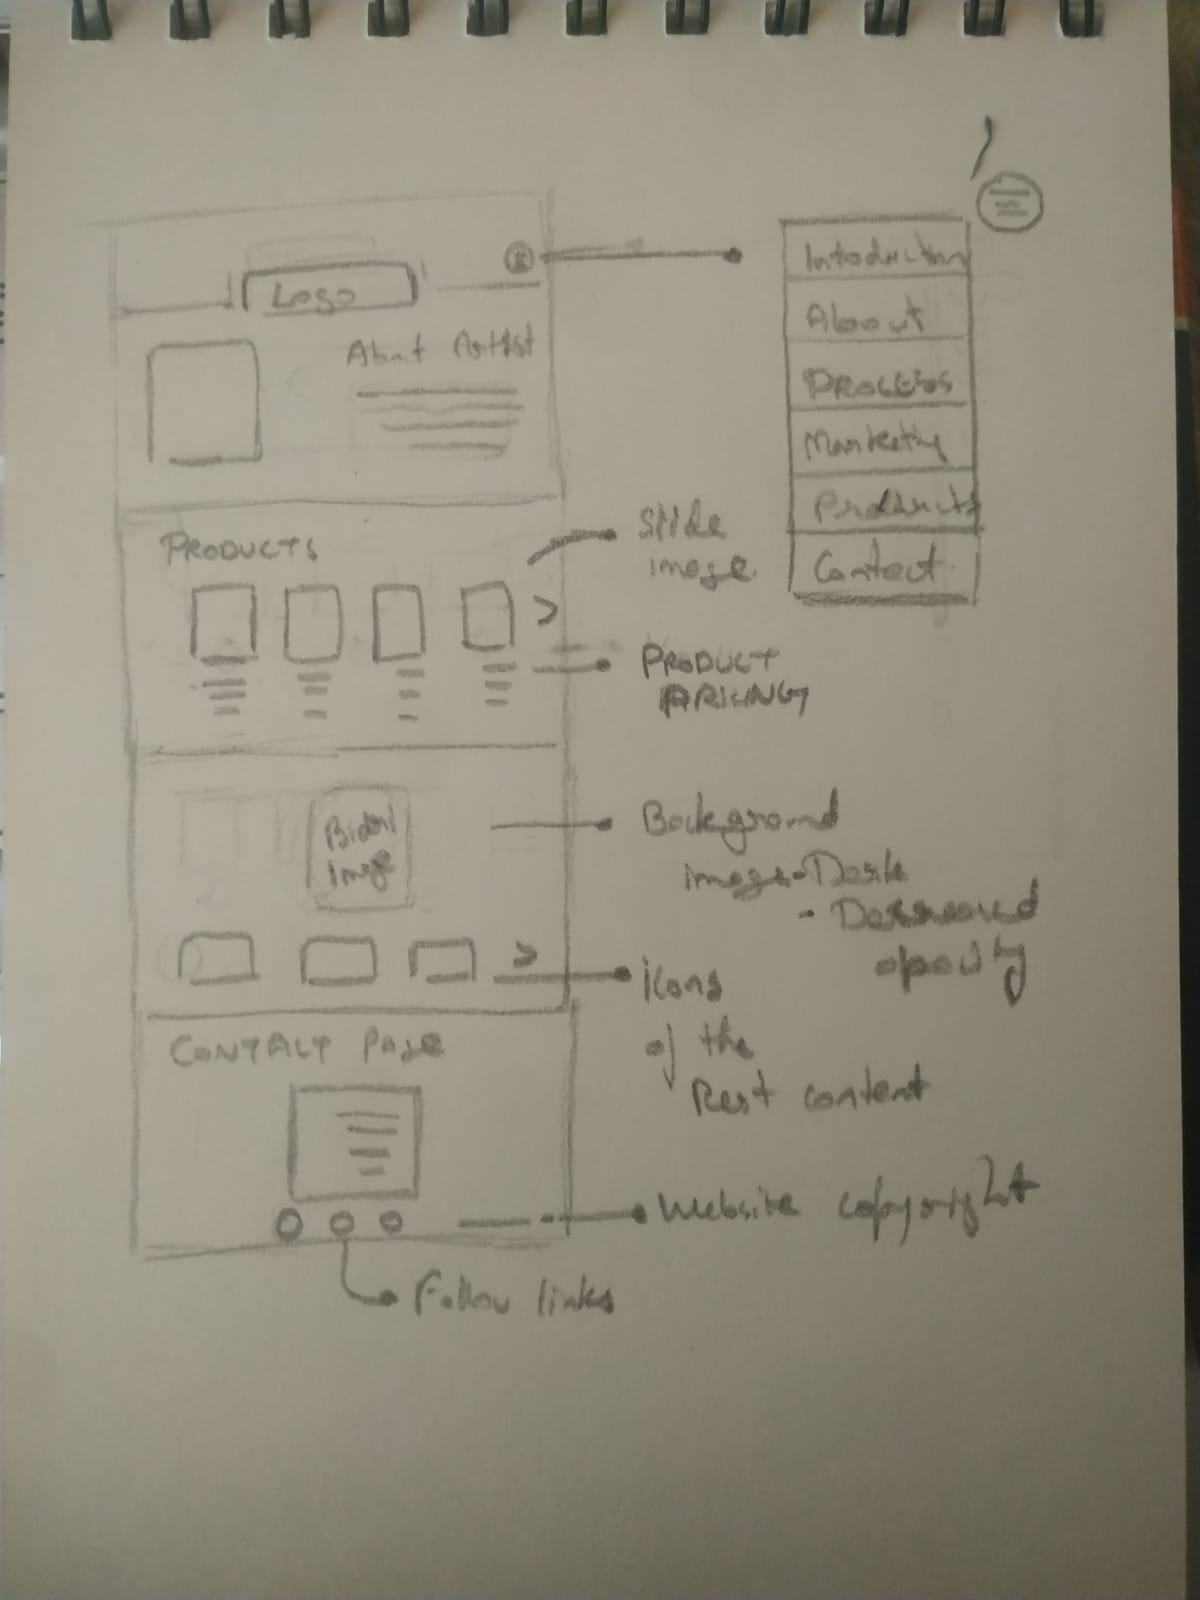 Logo
About Artist
PRODUCTS
Bidri
image
CONTACT PAGE
Introduction
About
PROCESS
Marketing
Products
Contact
Slide
image.
PRODUCT
PRICING
Background
image - Dark
- Decreased
opacity
icons
of the
Rest content
Website copyright
Follow links